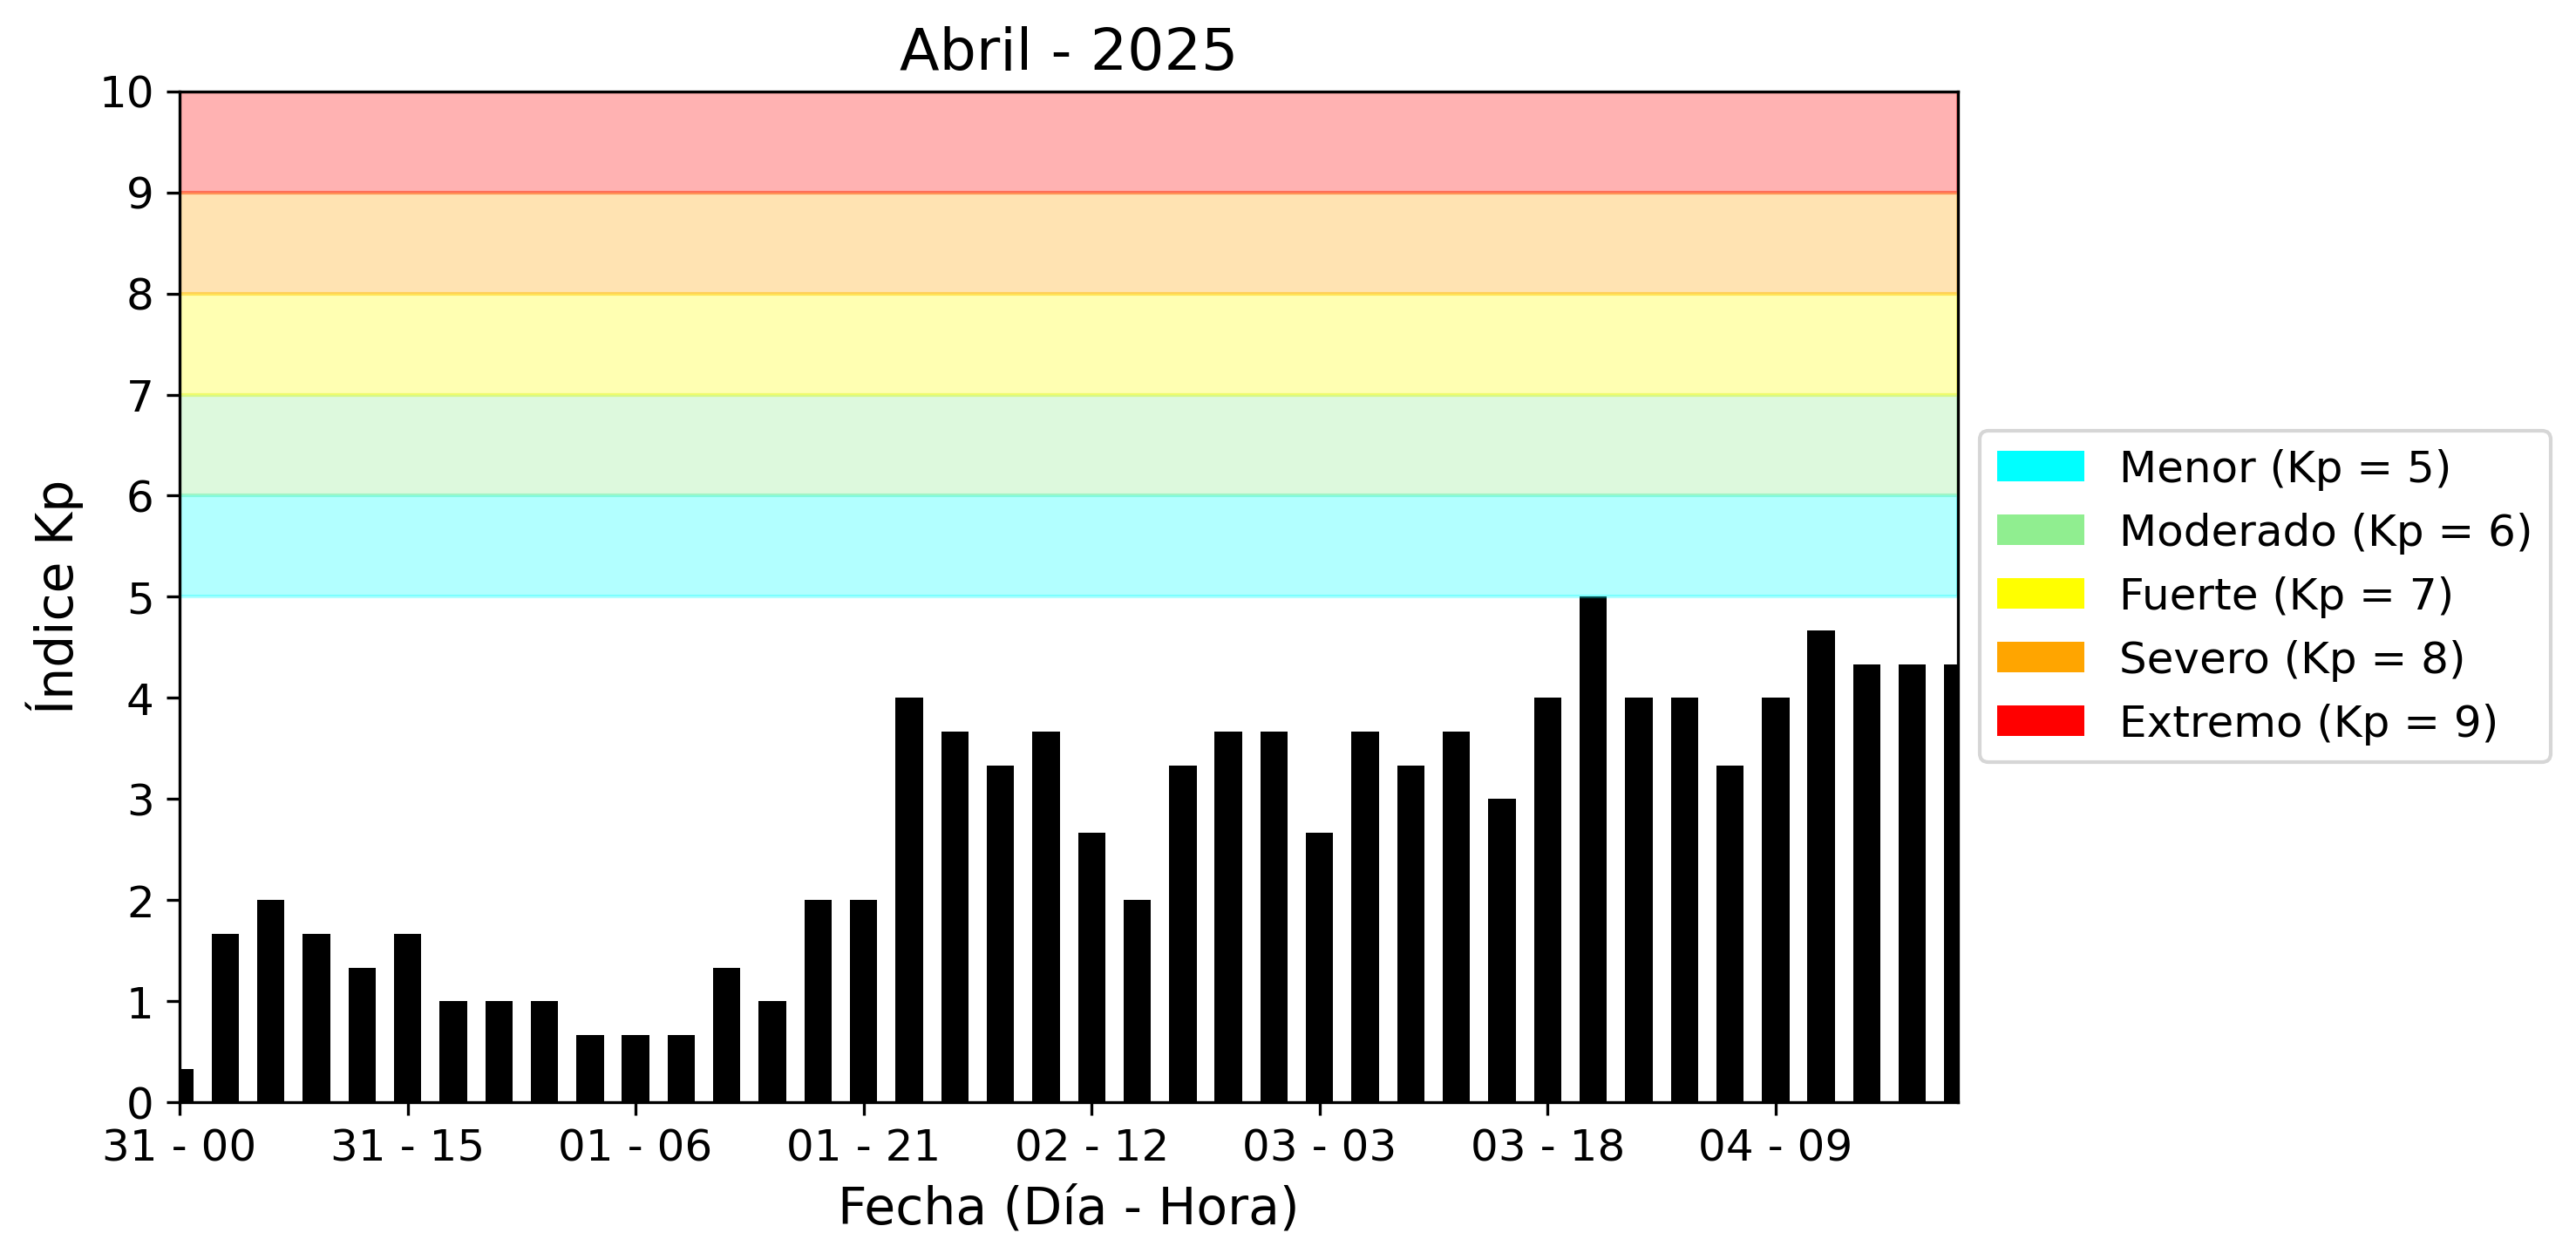 Abril - 2025
10
9
8
7
6
5
4
3
2
1
0
Índice Kp
31 - 00
31 - 15
01 - 06
01 - 21
02 - 12
03 - 03
03 - 18
04 - 09
Fecha (Día - Hora)
Menor (Kp = 5)
Moderado (Kp = 6)
Fuerte (Kp = 7)
Severo (Kp = 8)
Extremo (Kp = 9)